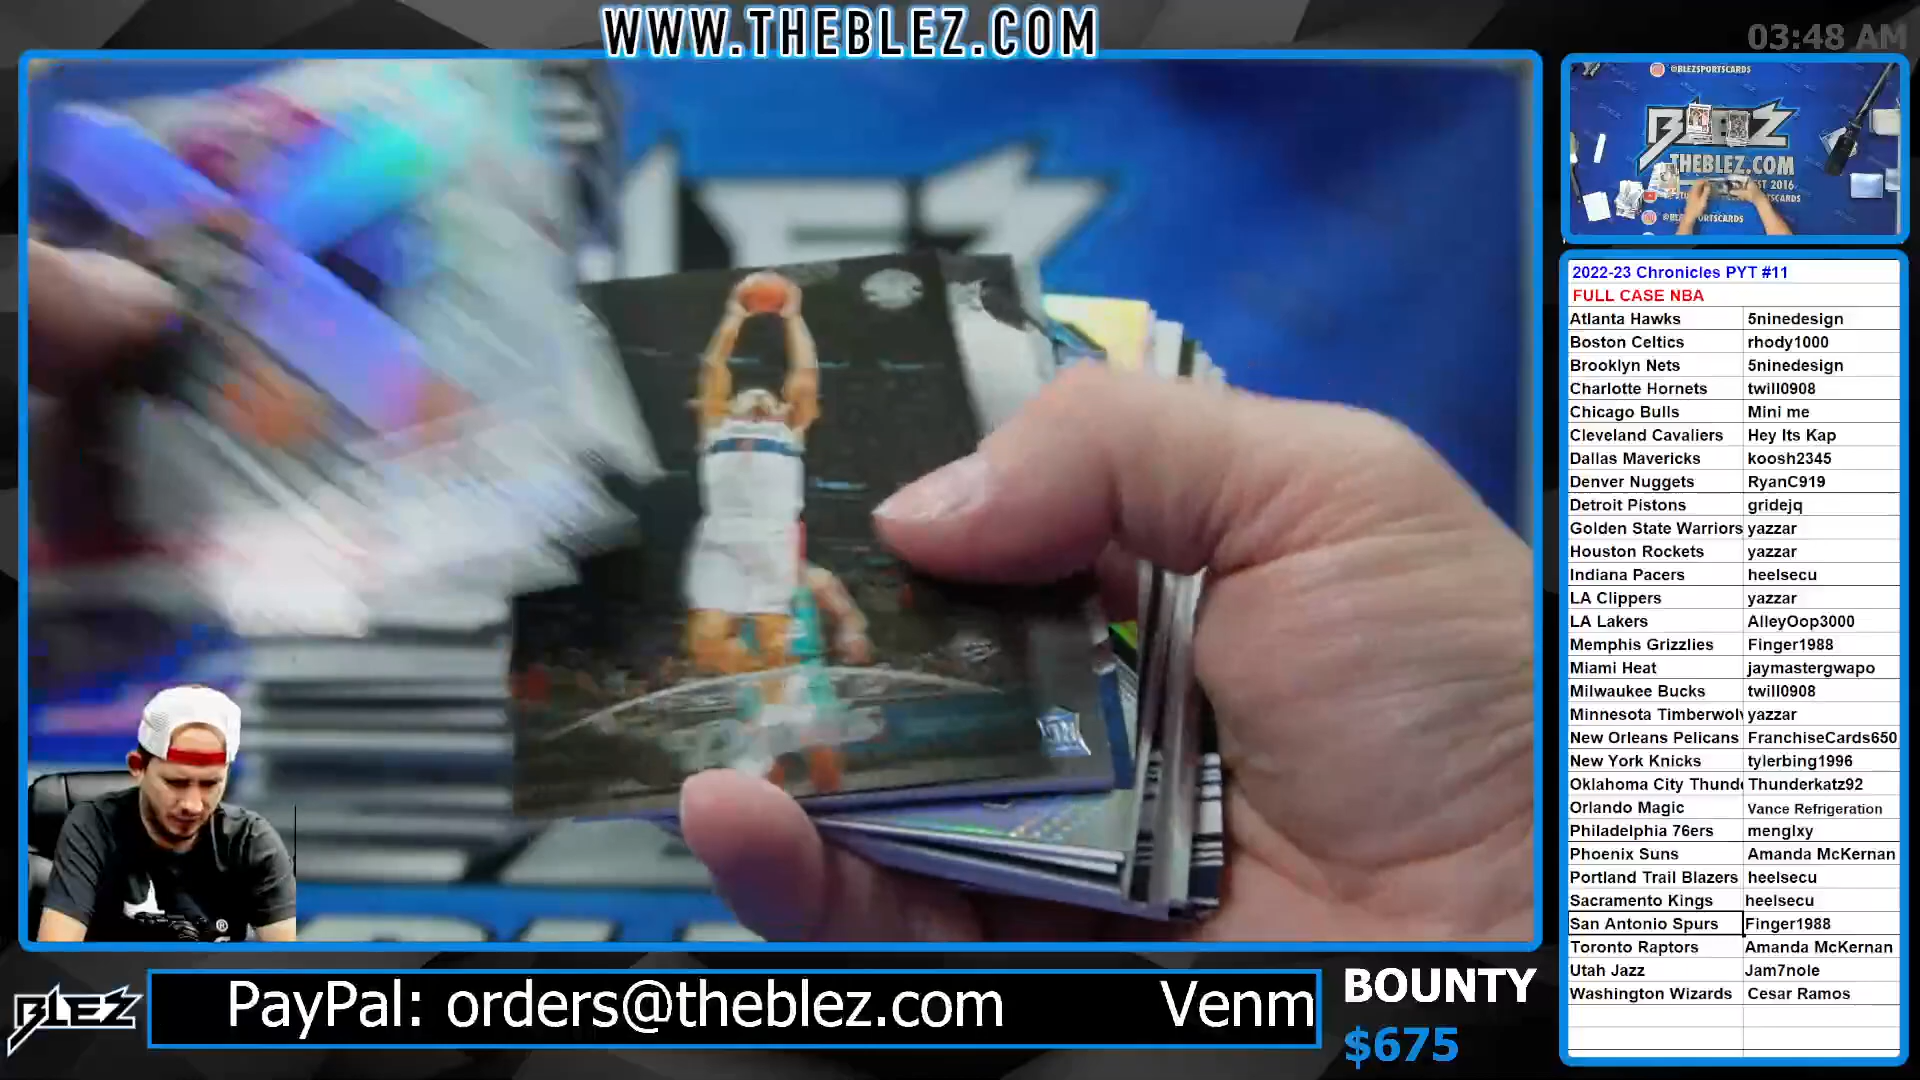 WWW.THEBLEZ.COM
03:48 AM
@BLEZSPORTSCARDS
BLEZ
THEBLEZ.COM
2022-23 Chronicles PYT #11
FULL CASE NBA
Atlanta Hawks 5ninedesign
Boston Celtics rhody1000
Brooklyn Nets 5ninedesign
Charlotte Hornets twill0908
Chicago Bulls Mini me
Cleveland Cavaliers Hey Its Kap
Dallas Mavericks koosh2345
Denver Nuggets RyanC919
Detroit Pistons gridejq
Golden State Warriors yazzar
Houston Rockets yazzar
Indiana Pacers heelsecu
LA Clippers yazzar
LA Lakers AlleyOop3000
Memphis Grizzlies Finger1988
Miami Heat jaymastergwapo
Milwaukee Bucks twill0908
Minnesota Timberwolv yazzar
New Orleans Pelicans FranchiseCards650
New York Knicks tylerbing1996
Oklahoma City Thund Thunderkatz92
Orlando Magic Vance Refrigeration
Philadelphia 76ers menglxy
Phoenix Suns Amanda McKernan
Portland Trail Blazers heelsecu
Sacramento Kings heelsecu
San Antonio Spurs Finger1988
Toronto Raptors Amanda McKernan
Utah Jazz Jam7nole
Washington Wizards Cesar Ramos
BLEZ
PayPal: orders@theblez.com Venm
BOUNTY
$675